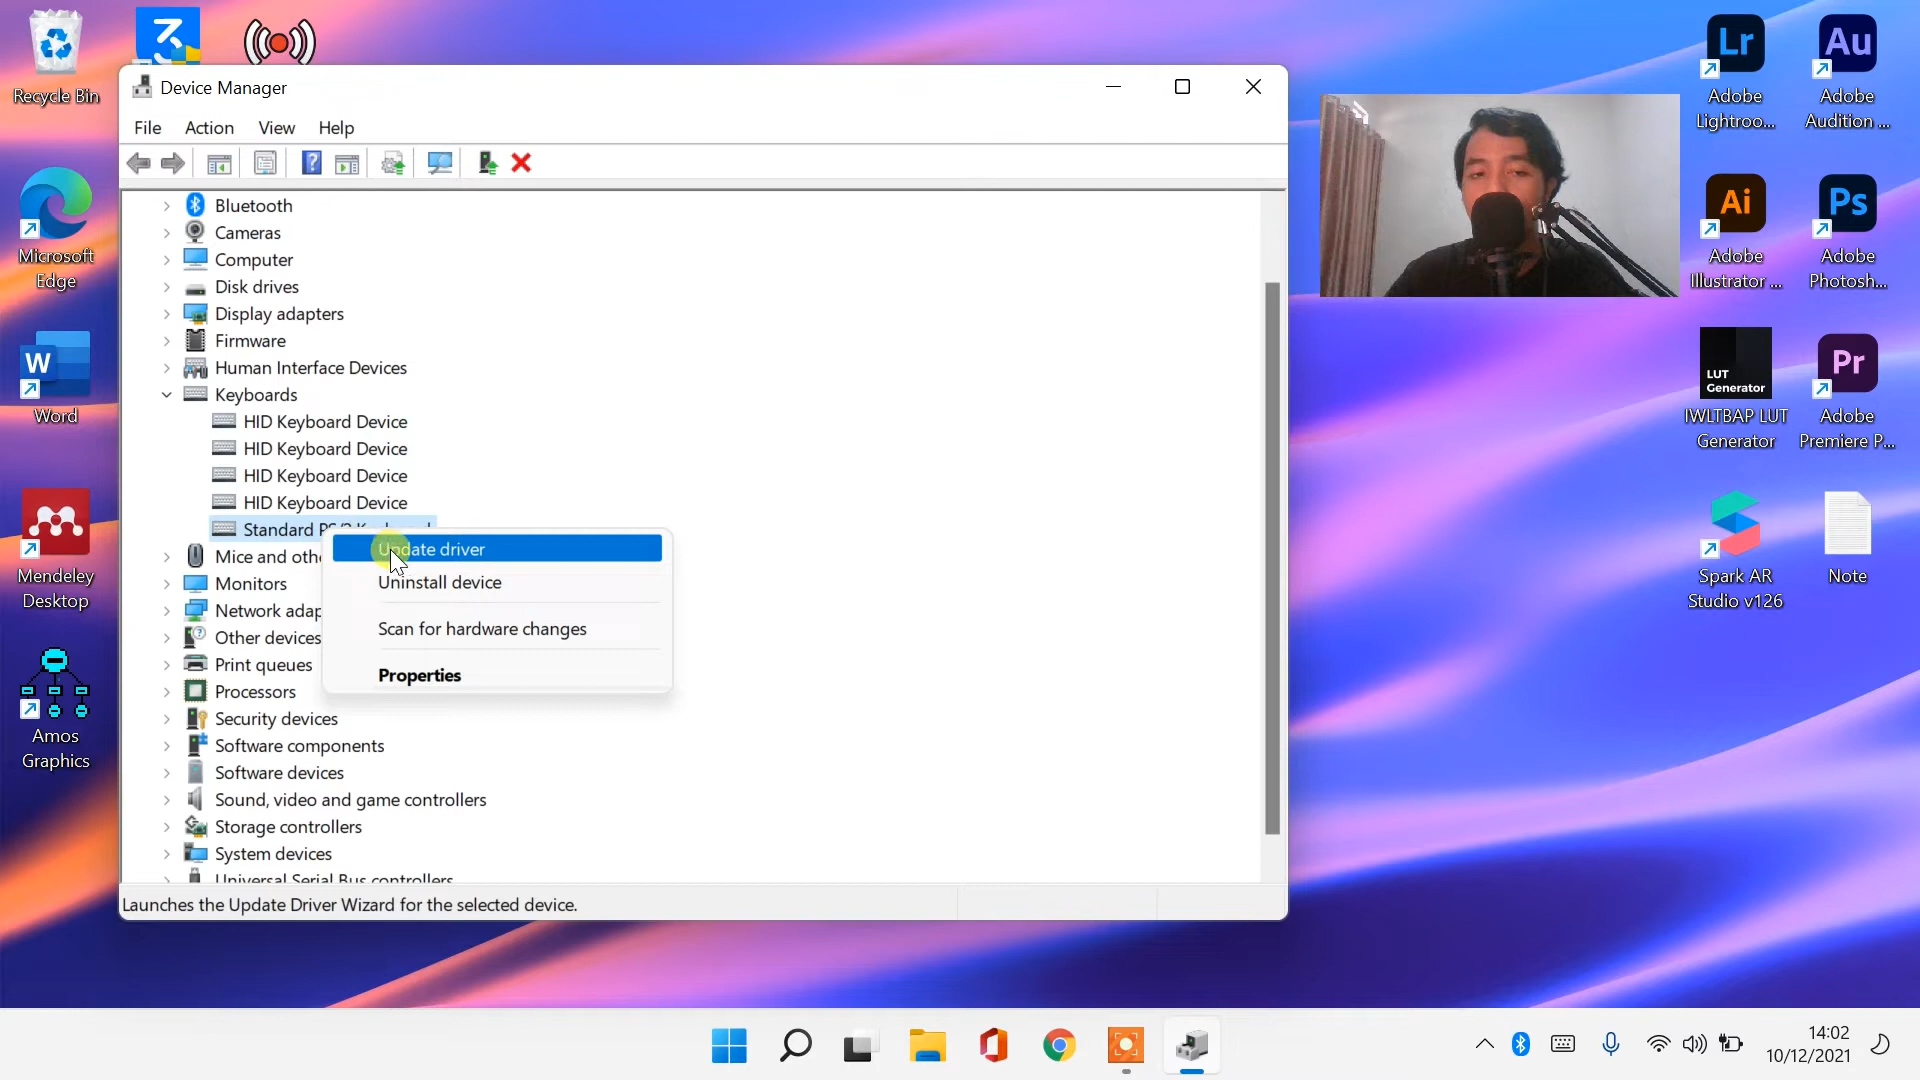 Recycle Bin
Microsoft
Edge
W
Word
Mendeley
Desktop
Amos
Graphics
Device Manager
File Action View Help
Bluetooth
Cameras
Computer
Disk drives
Display adapters
Firmware
Human Interface Devices
Keyboards
HID Keyboard Device
HID Keyboard Device
HID Keyboard Device
HID Keyboard Device
Standard
Mice and
Monitors
Network
Other devices
Print queues
Processors
Security devices
Software components
Software devices
Sound, video and game controllers
Storage controllers
System devices
Universal Serial Bus controllers
Update driver
Uninstall device
Scan for hardware changes
Properties
Launches the Update Driver Wizard for the selected device.
Lr
Adobe
Lightroo...
Au
Adobe
Audition ...
Ai
Adobe
Illustrator ...
Ps
Adobe
Photosh...
LUT
Generator
IWLTBAP LUT
Generator
Pr
Adobe
Premiere P...
Spark AR
Studio v126
Note
14:02
10/12/2021